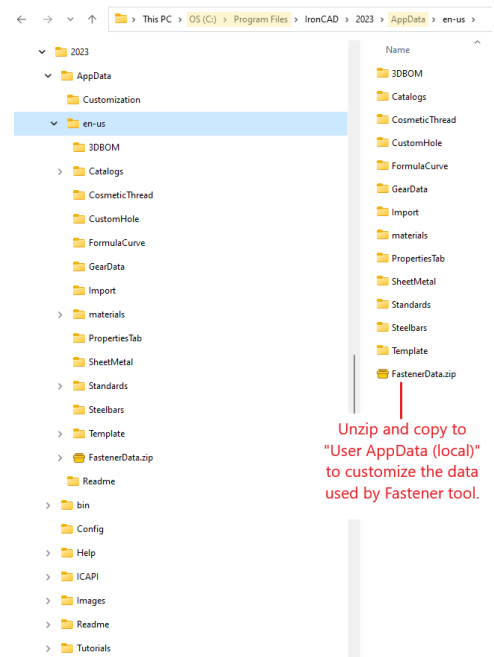 This PC > OS (C:) > Program Files > IronCAD > 2023 > AppData > en-us >
2023
AppData
Customization
en-us
3DBOM
Catalogs
CosmeticThread
CustomHole
FormulaCurve
GearData
Import
materials
PropertiesTab
SheetMetal
Standards
Steelbars
Template
FastenerData.zip
Readme
bin
Config
Help
ICAPI
Images
Readme
Tutorials
Name
3DBOM
Catalogs
CosmeticThread
CustomHole
FormulaCurve
GearData
Import
materials
PropertiesTab
SheetMetal
Standards
Steelbars
Template
FastenerData.zip
Unzip and copy to
"User AppData (local)"
to customize the data
used by Fastener tool.